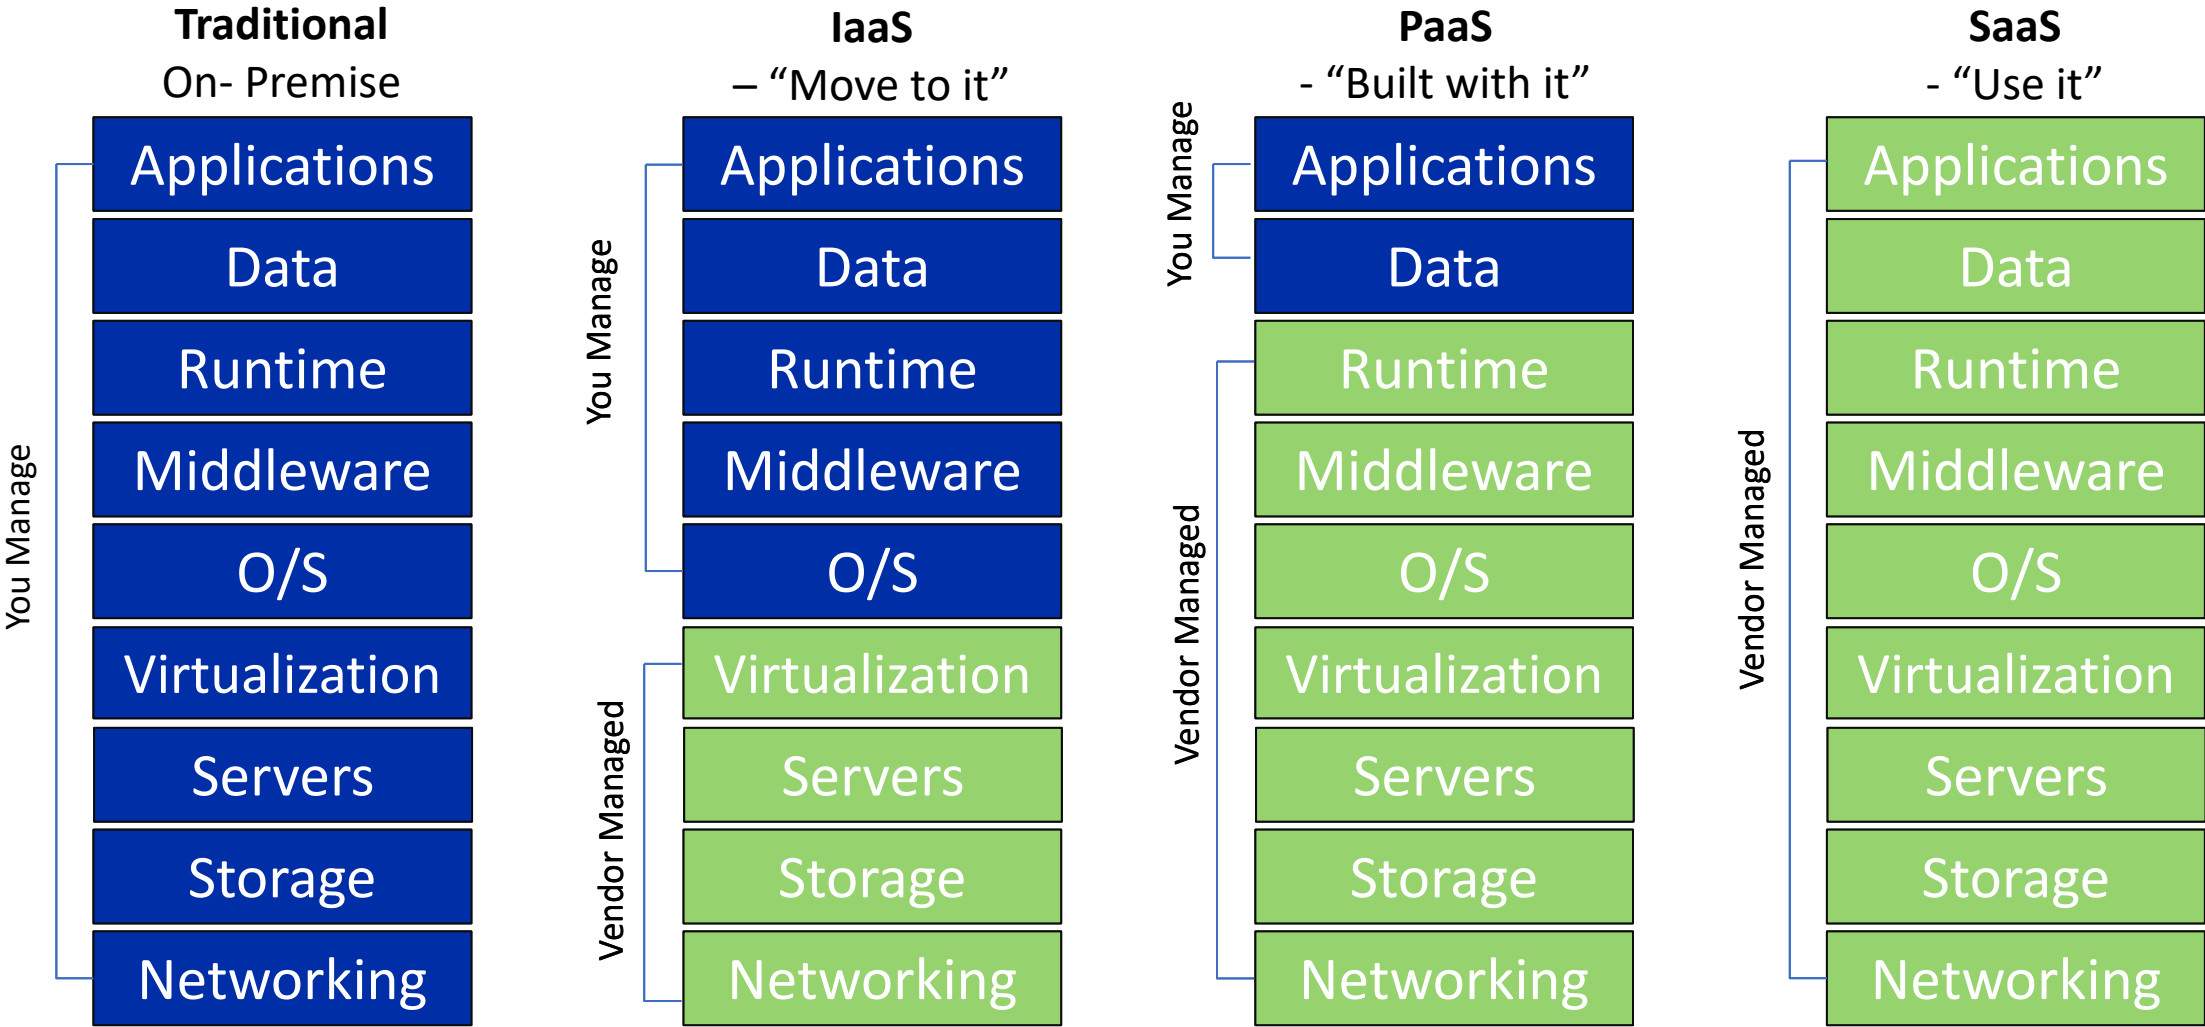 Traditional
On- Premise
You Manage
Applications
Data
Runtime
Middleware
O/S
Virtualization
Servers
Storage
Networking
IaaS
– “Move to it”
You Manage
Vendor Managed
Applications
Data
Runtime
Middleware
O/S
Virtualization
Servers
Storage
Networking
PaaS
- “Built with it”
You Manage
Vendor Managed
Applications
Data
Runtime
Middleware
O/S
Virtualization
Servers
Storage
Networking
SaaS
- “Use it”
Vendor Managed
Applications
Data
Runtime
Middleware
O/S
Virtualization
Servers
Storage
Networking